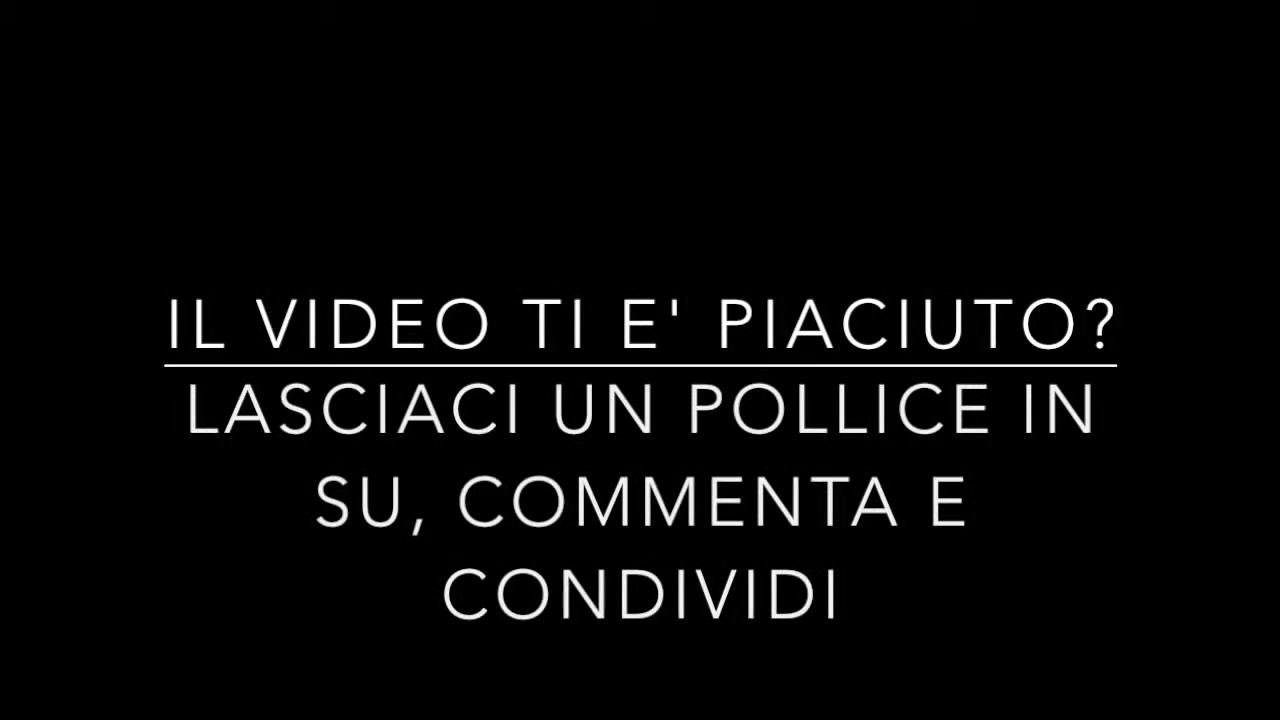 IL VIDEO TI E' PIACIUTO?
LASCIACI UN POLLICE IN
SU, COMMENTA E
CONDIVIDI